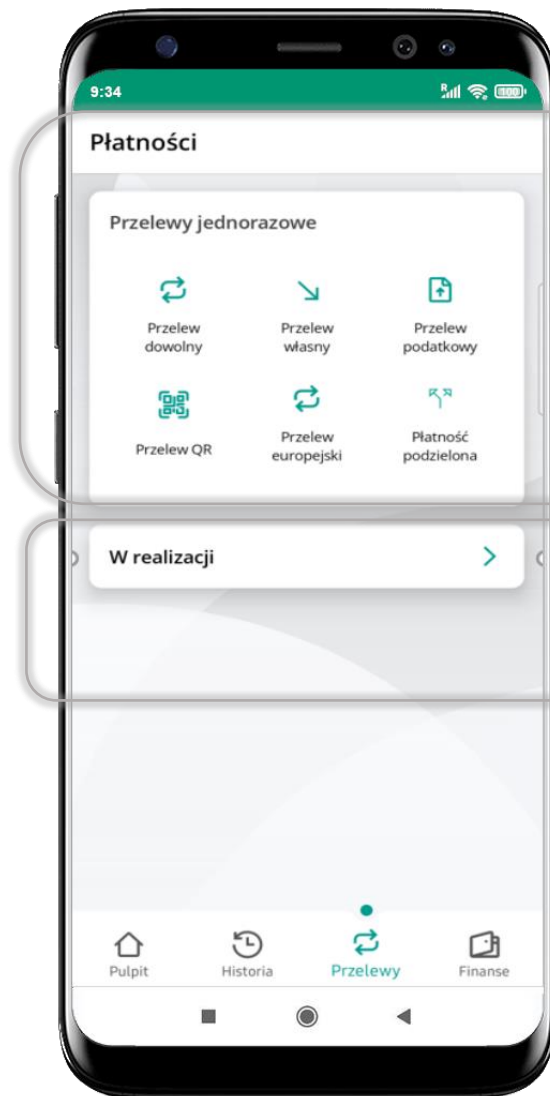 9:34
R
100
Płatności
Przelewy jednorazowe
Przelew
dowolny
Przelew
własny
Przelew
podatkowy
Przelew QR
Przelew
europejski
Płatność
podzielona
W realizacji
Pulpit
Historia
Przelewy
Finanse